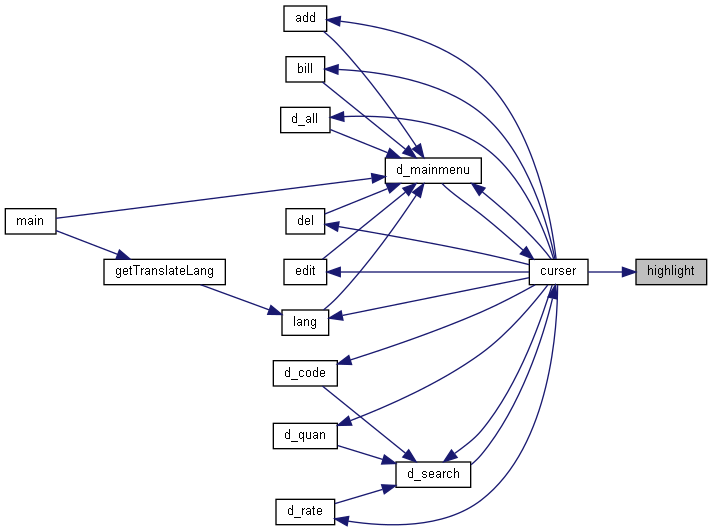 add
bill
d_all
d_mainmenu
main
del
getTranslateLang
edit
curser
highlight
lang
d_code
d_quan
d_search
d_rate